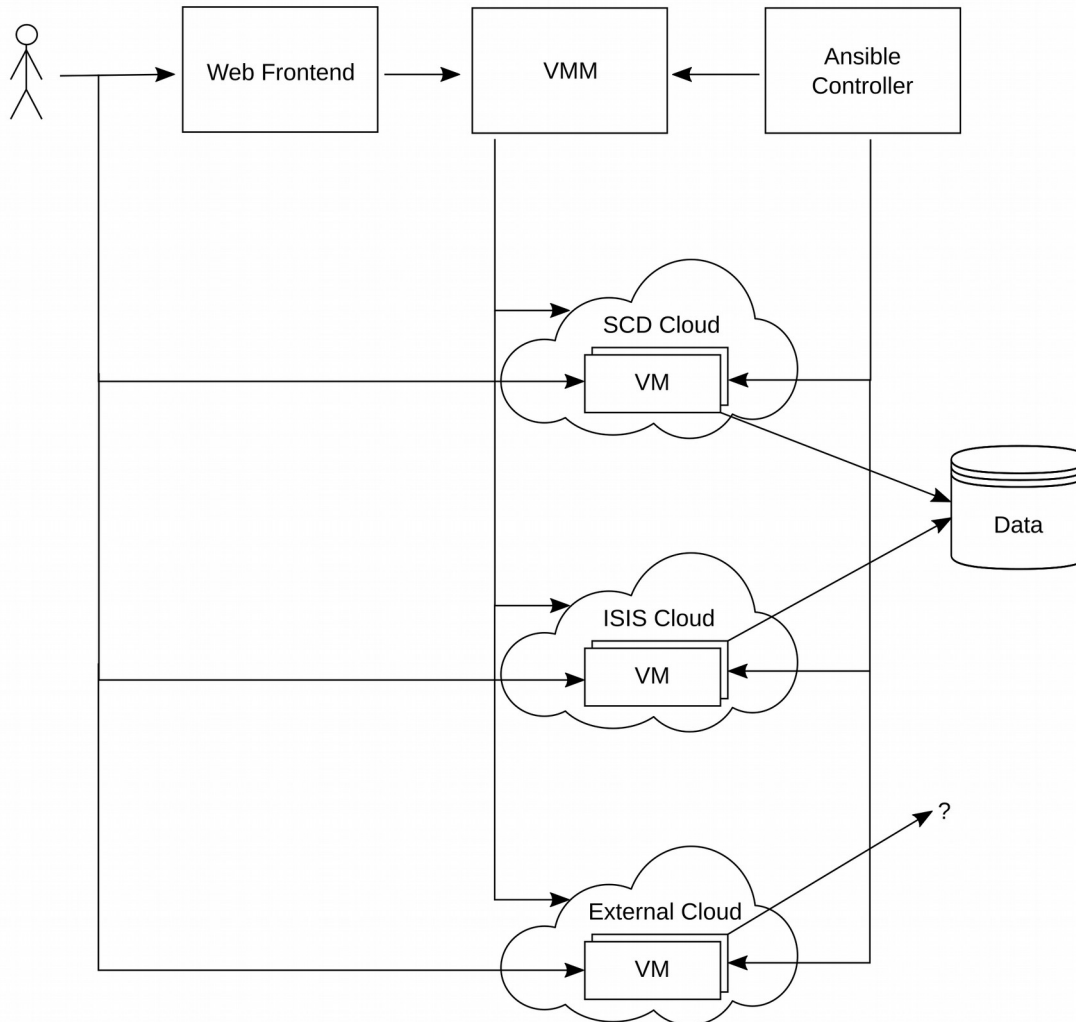 Web Frontend
VMM
Ansible
Controller
SCD Cloud
VM
Data
ISIS Cloud
VM
?
External Cloud
VM